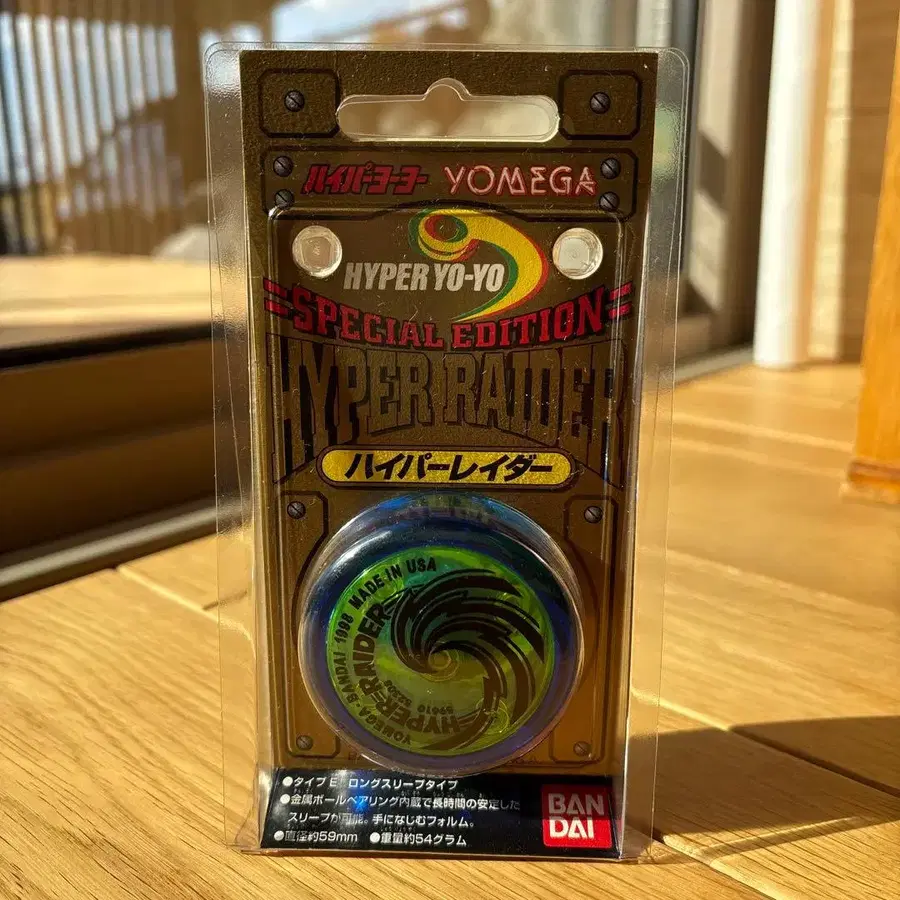 ハイパーヨーヨー YOMEGA
HYPER YO-YO
SPECIAL EDITION
HYPER RAIDER
ハイパーレイダー
YOMEGA-BANDAI 1998 MADE-IN USA
HYPER-RAIDER
●タイプE ロングスリープタイプ
●金属ボールベアリング内蔵で長時間の安定した
スリープが可能。手になじむフォルム。
●直径約59mm ●重量約54グラム
BAN
DAI